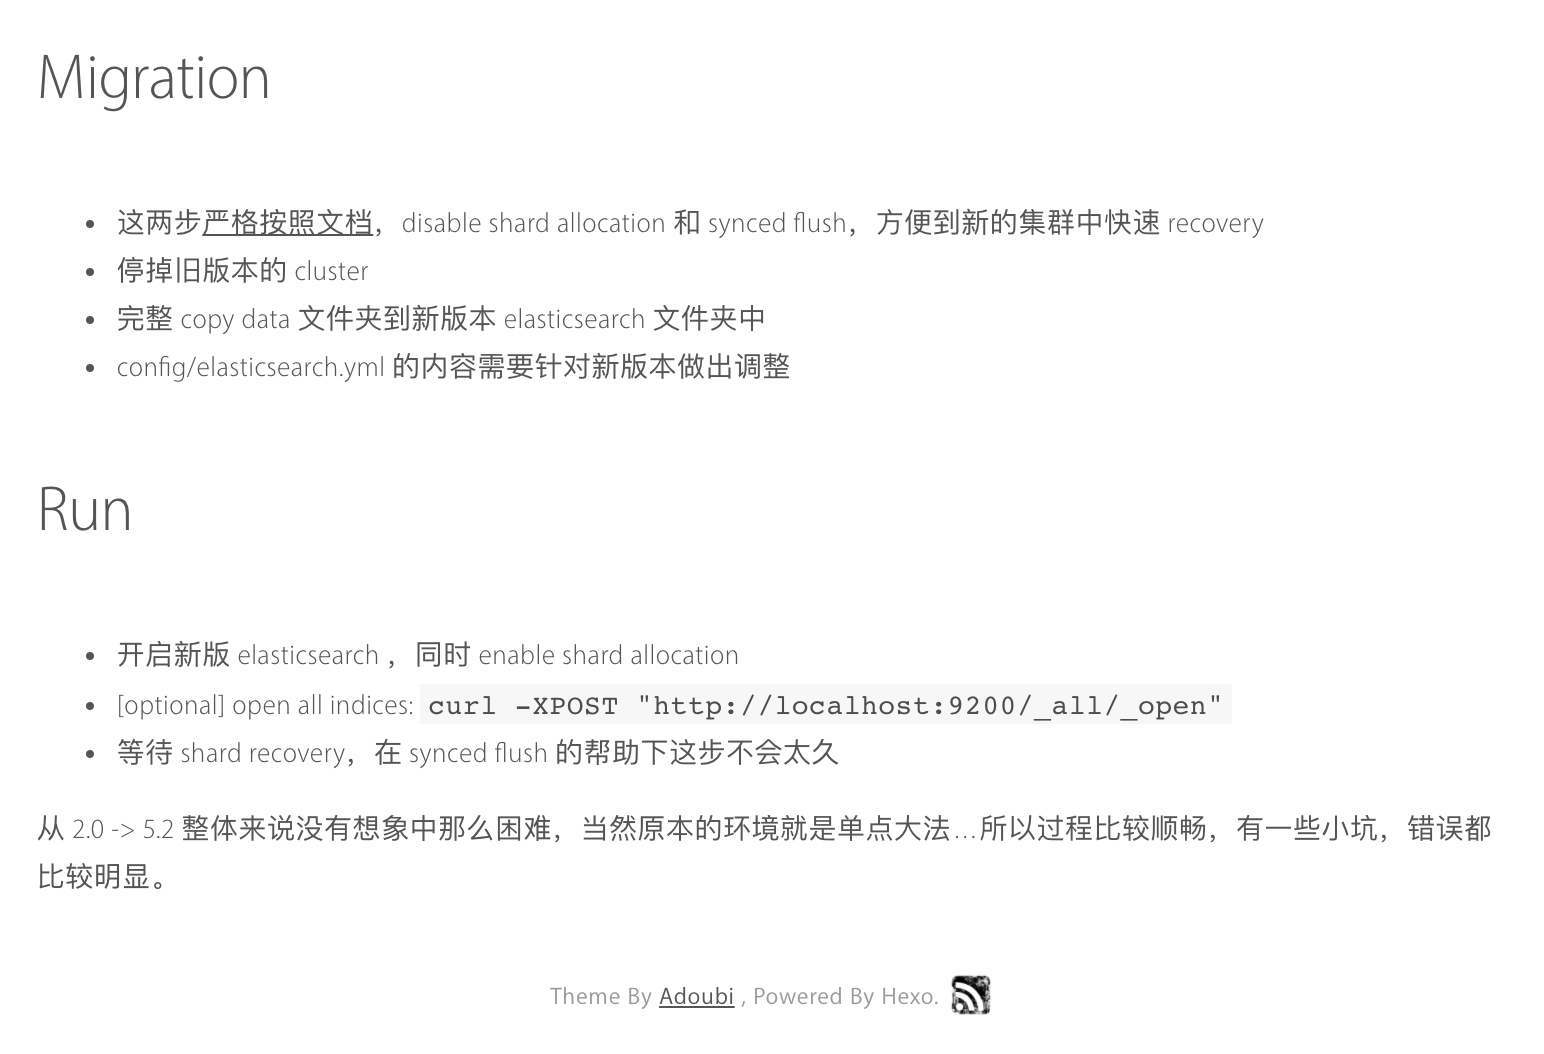 Migration
这两步严格按照文档，disable shard allocation 和 synced flush，方便到新的集群中快速 recovery
停掉旧版本的 cluster
完整 copy data 文件夹到新版本 elasticsearch 文件夹中
config/elasticsearch.yml 的内容需要针对新版本做出调整
Run
开启新版 elasticsearch ，同时 enable shard allocation
[optional] open all indices: curl -XPOST "http://localhost:9200/_all/_open"
等待 shard recovery，在 synced flush 的帮助下这步不会太久
从 2.0 -> 5.2 整体来说没有想象中那么困难，当然原本的环境就是单点大法…所以过程比较顺畅，有一些小坑，错误都
比较明显。
Theme By Adoubi , Powered By Hexo.